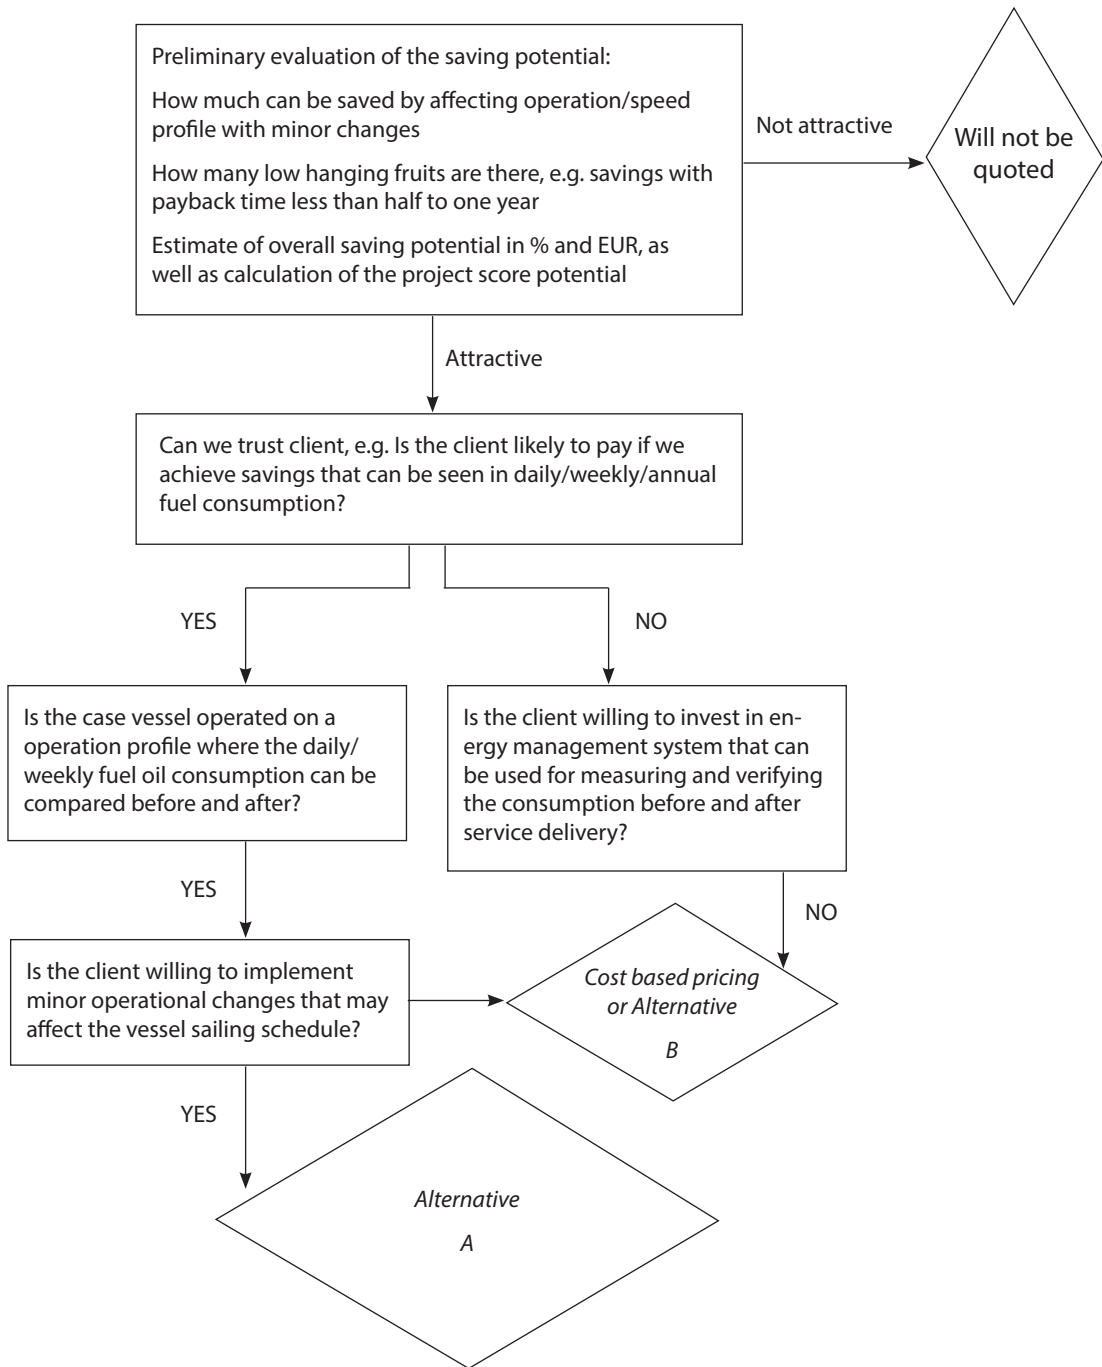 Preliminary evaluation of the saving potential:
How much can be saved by affecting operation/speed
profile with minor changes
How many low hanging fruits are there, e.g. savings with
payback time less than half to one year
Estimate of overall saving potential in % and EUR, as
well as calculation of the project score potential
Not attractive
Will not be
quoted
Attractive
Can we trust client, e.g. Is the client likely to pay if we
achieve savings that can be seen in daily/weekly/annual
fuel consumption?
YES
NO
Is the case vessel operated on a
operation profile where the daily/
weekly fuel oil consumption can be
compared before and after?
Is the client willing to invest in en-
ergy management system that can
be used for measuring and verifying
the consumption before and after
service delivery?
YES
NO
Is the client willing to implement
minor operational changes that may
affect the vessel sailing schedule?
Cost based pricing
or Alternative
B
YES
Alternative
A